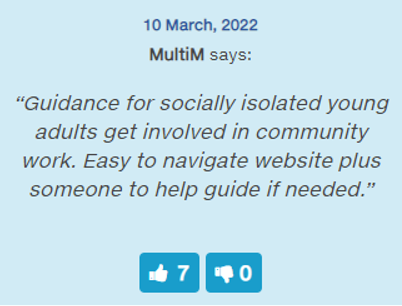 10 March, 2022
MultiM says:
“Guidance for socially isolated young
adults get involved in community
work. Easy to navigate website plus
someone to help guide if needed.”
7 0